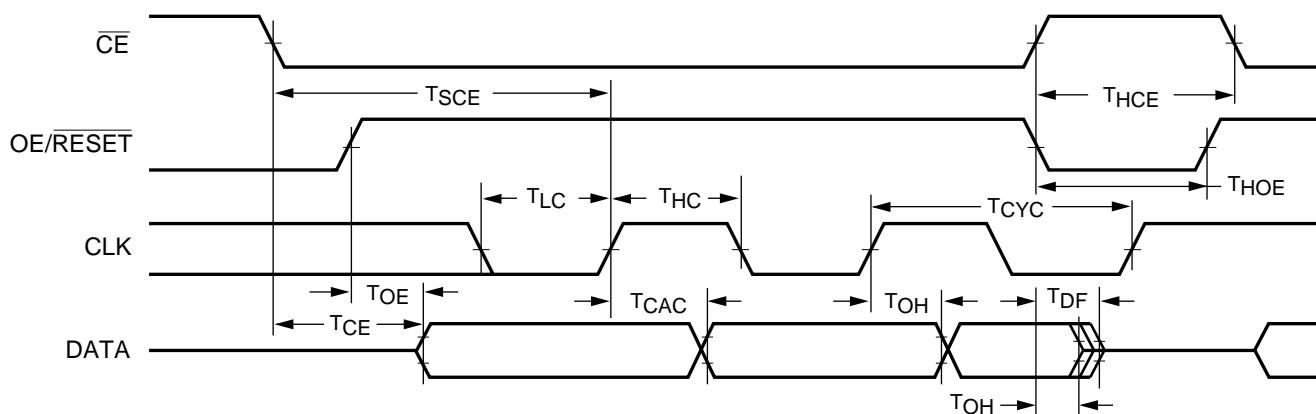 CE
TSCE
THCE
OE/RESET
TLC
THC
TCYC
THOE
CLK
TOE
TCAC
TOH
TDF
TCE
DATA
TOH